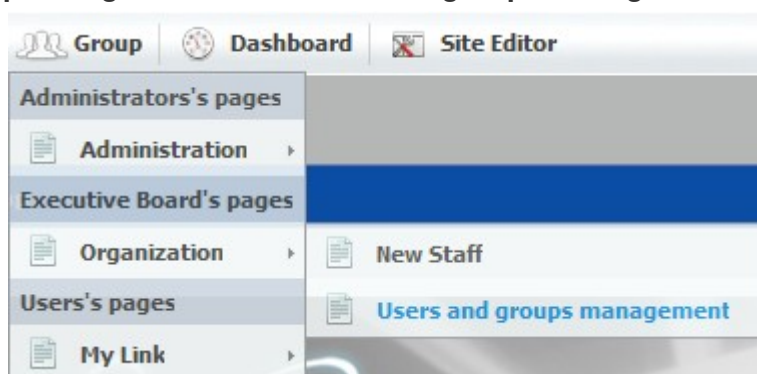 Group Dashboard Site Editor
Administrators's pages
Administration
Executive Board's pages
Organization
New Staff
Users's pages
Users and groups management
My Link